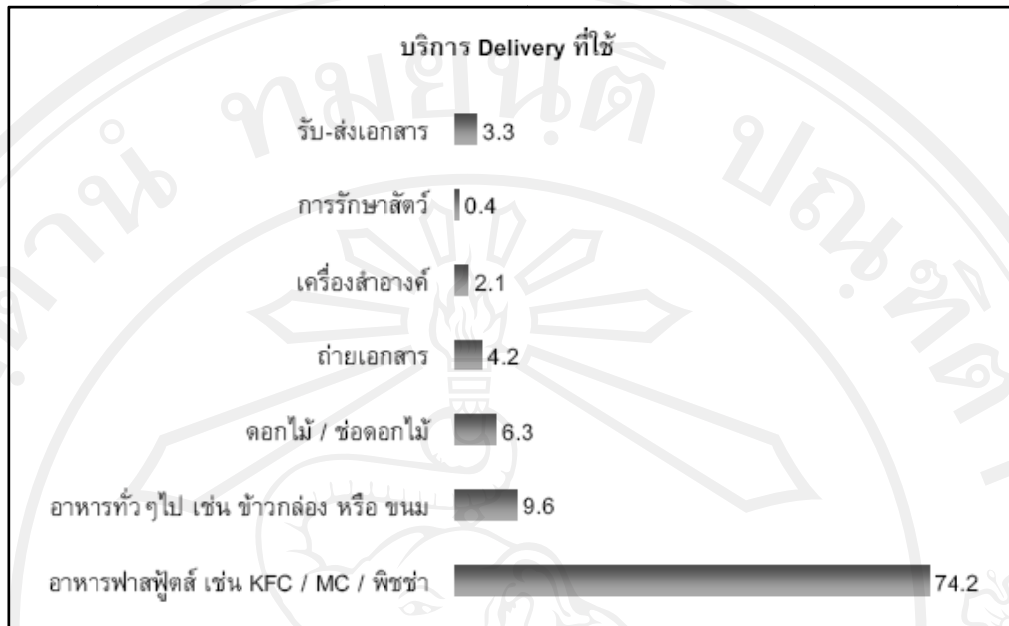 บริการ Delivery ที่ใช้
รับ-ส่งเอกสาร 3.3
การรักษาสัตว์ 0.4
เครื่องสำอางค์ 2.1
ถ่ายเอกสาร 4.2
ดอกไม้ / ช่อดอกไม้ 6.3
อาหารทั่วๆไป เช่น ข้าวกล่อง หรือ ขนม 9.6
อาหารฟาสฟู้ตส์ เช่น KFC / MC / พิชซ่า 74.2